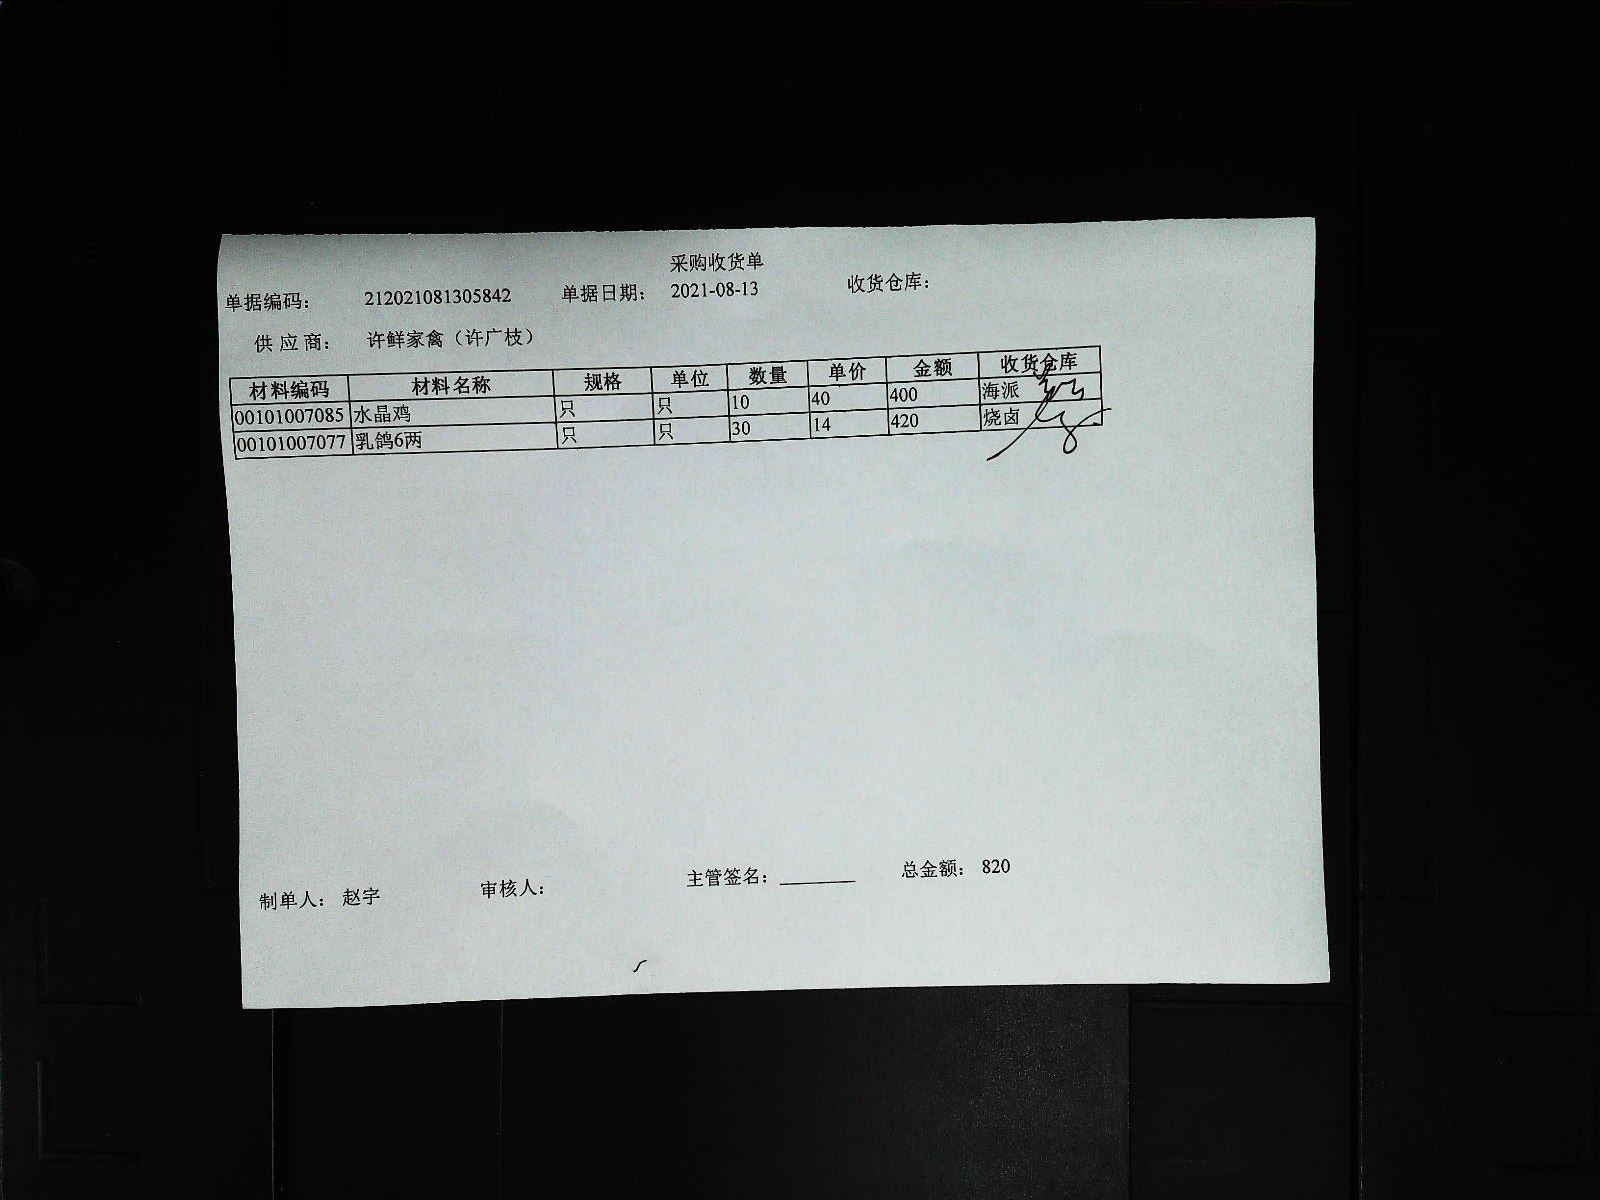 采购收货单
单据编码： 212021081305842 单据日期： 2021-08-13 收货仓库：
供应商： 许鲜家禽（许广枝）
材料编码 材料名称 规格 单位 数量 单价 金额 收货仓库
00101007085 水晶鸡 只 只 10 40 400 海派
00101007077 乳鸽6两 只 只 30 14 420 烧卤
制单人： 赵宇 审核人： 主管签名：________ 总金额： 820